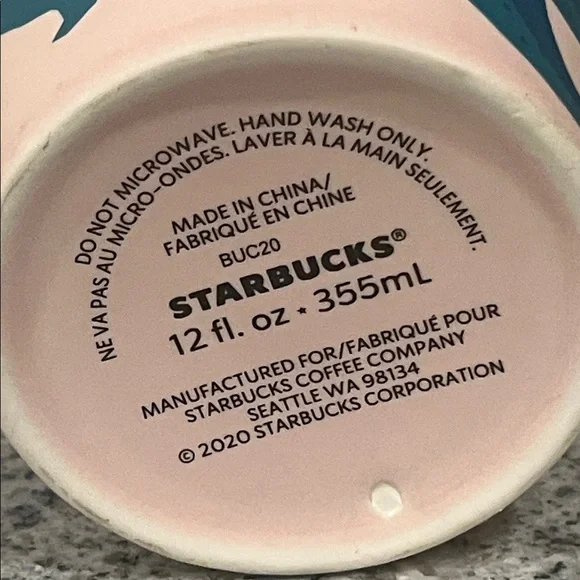 DO NOT MICROWAVE. HAND WASH ONLY.
NE VA PAS AU MICRO-ONDES. LAVER À LA MAIN SEULEMENT.
MADE IN CHINA/
FABRIQUÉ EN CHINE
BUC20
STARBUCKS®
12 fl. oz ⋆ 355mL
MANUFACTURED FOR/FABRIQUÉ POUR
STARBUCKS COFFEE COMPANY
SEATTLE WA 98134
© 2020 STARBUCKS CORPORATION